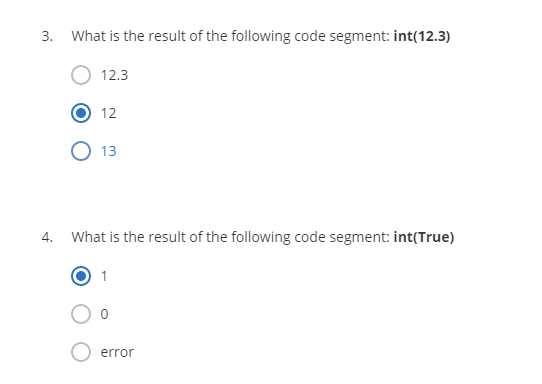 3. What is the result of the following code segment: int(12.3)
12.3
12
13
4. What is the result of the following code segment: int(True)
1
0
error